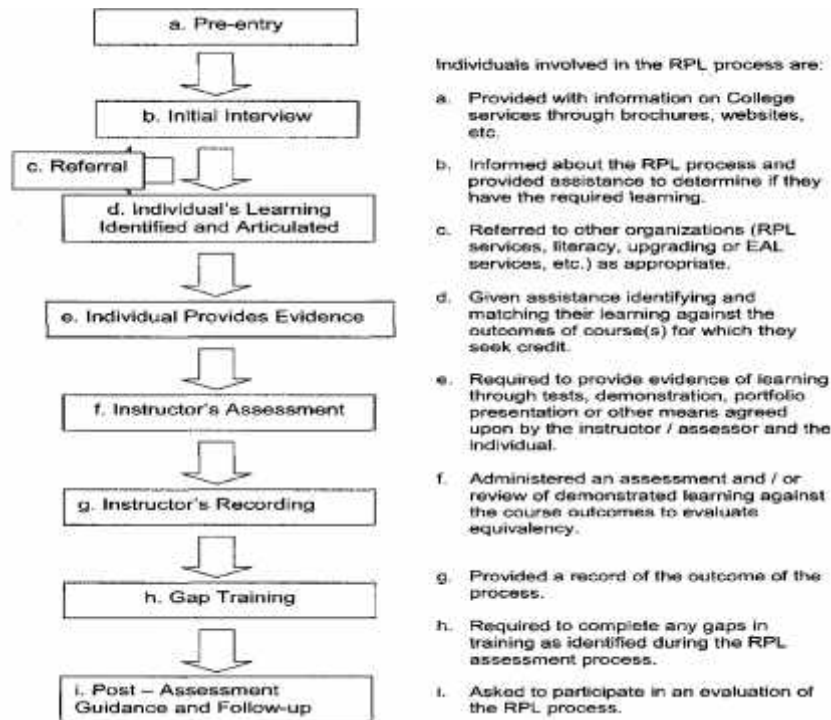 a. Pre-entry
b. Initial Interview
c. Referral
d. Individual's Learning
Identified and Articulated
e. Individual Provides Evidence
f. Instructor's Assessment
g. Instructor's Recording
h. Gap Training
i. Post – Assessment
Guidance and Follow-up
Individuals involved in the RPL process are:
a. Provided with information on College
services through brochures, websites,
etc.
b. Informed about the RPL process and
provided assistance to determine if they
have the required learning.
c. Referred to other organizations (RPL
services, literacy, upgrading or EAL
services, etc.) as appropriate.
d. Given assistance identifying and
matching their learning against the
outcomes of course(s) for which they
seek credit.
e. Required to provide evidence of learning
through tests, demonstration, portfolio
presentation or other means agreed
upon by the instructor / assessor and the
individual.
f. Administered an assessment and / or
review of demonstrated learning against
the course outcomes to evaluate
equivalency.
g. Provided a record of the outcome of the
process.
h. Required to complete any gaps in
training as identified during the RPL
assessment process.
i. Asked to participate in an evaluation of
the RPL process.